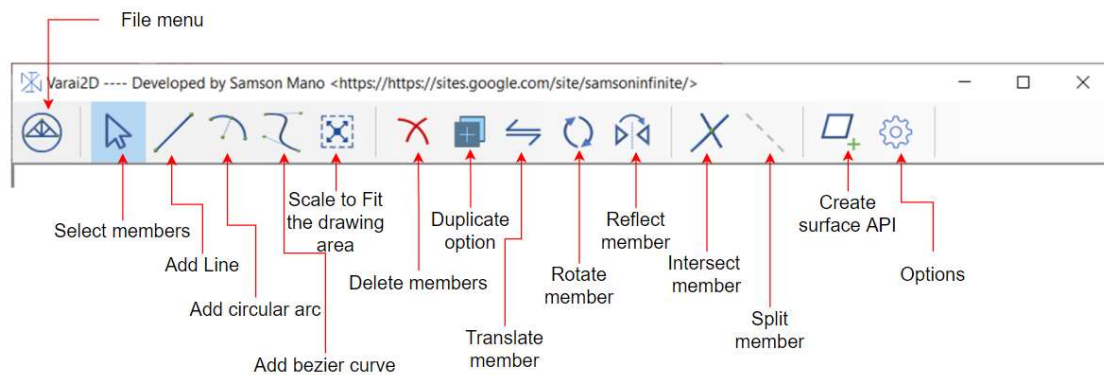 File menu
Varai2D ---- Developed by Samson Mano <https://https://sites.google.com/site/samsoninfinite/>
Select members
Add Line
Add circular arc
Add bezier curve
Scale to Fit
the drawing
area
Delete members
Duplicate
option
Translate
member
Rotate
member
Reflect
member
Intersect
member
Split
member
Create
surface API
Options